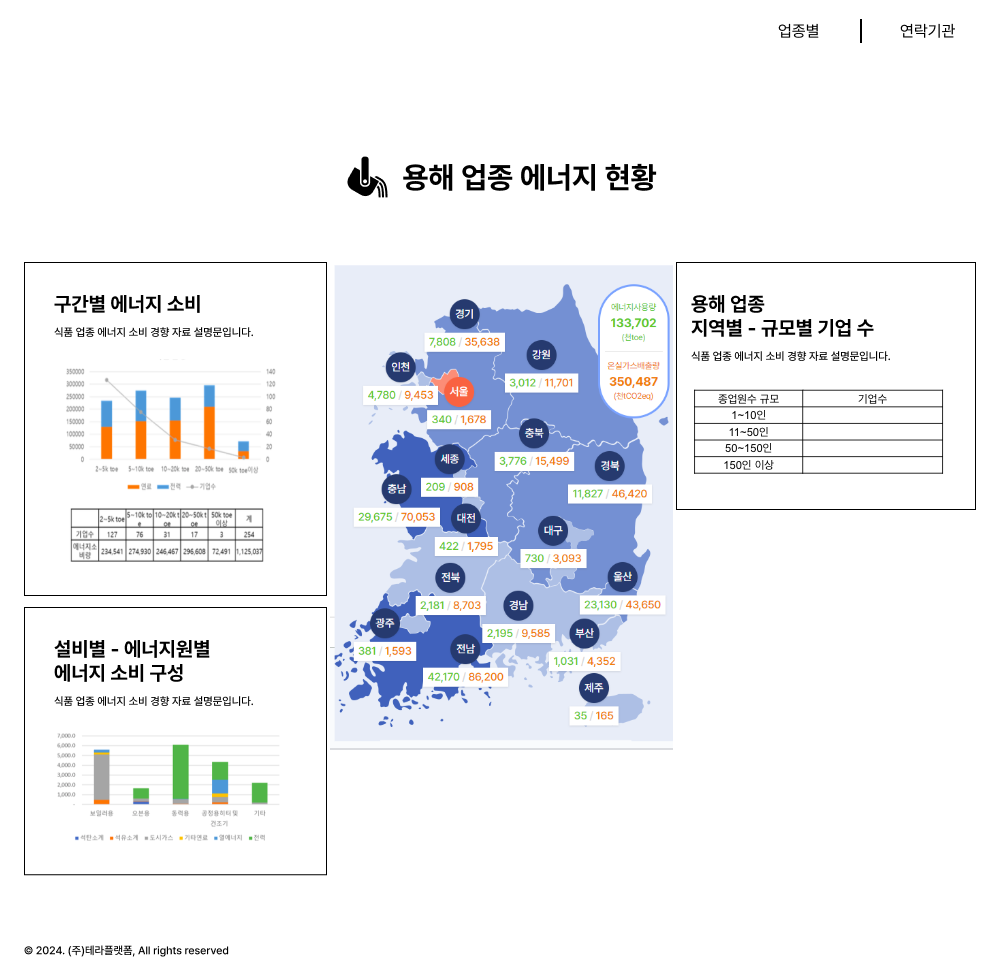 업종별
연락기관
용해 업종 에너지 현황
구간별 에너지 소비
식품 업종 에너지 소비 경향 자료 설명문입니다.
350000
300000
250000
200000
150000
100000
50000
0
140
120
100
80
60
40
20
0
2~5k toe 5~10k toe 10~20k toe 20~50k toe 50k toe이상
연료 전력 기업수
2~5k toe 5~10k toe 10~20k toe 20~50k toe 50k toe 이상 계
기업수 127 76 31 17 3 254
에너지소비량 234,541 274,930 246,467 296,608 72,491 1,125,037
설비별 - 에너지원별
에너지 소비 구성
식품 업종 에너지 소비 경향 자료 설명문입니다.
7,000.0
6,000.0
5,000.0
4,000.0
3,000.0
2,000.0
1,000.0
-
보일러용 오븐용 동력용 공정용히터 및 건조기 기타
석탄소계 석유소계 도시가스 기타연료 열에너지 전력
에너지사용량
133,702
(천toe)
온실가스배출량
350,487
(천tCO2eq)
경기
7,808 / 35,638
강원
3,012 / 11,701
인천
4,780 / 9,453
서울
340 / 1,678
충북
3,776 / 15,499
세종
209 / 908
경북
11,827 / 46,420
충남
29,675 / 70,053
대전
422 / 1,795
대구
730 / 3,093
전북
2,181 / 8,703
울산
23,130 / 43,650
경남
2,195 / 9,585
광주
381 / 1,593
부산
1,031 / 4,352
전남
42,170 / 86,200
제주
35 / 165
용해 업종
지역별 - 규모별 기업 수
식품 업종 에너지 소비 경향 자료 설명문입니다.
종업원수 규모 기업수
1~10인
11~50인
50~150인
150인 이상
© 2024. (주)테라플랫폼, All rights reserved